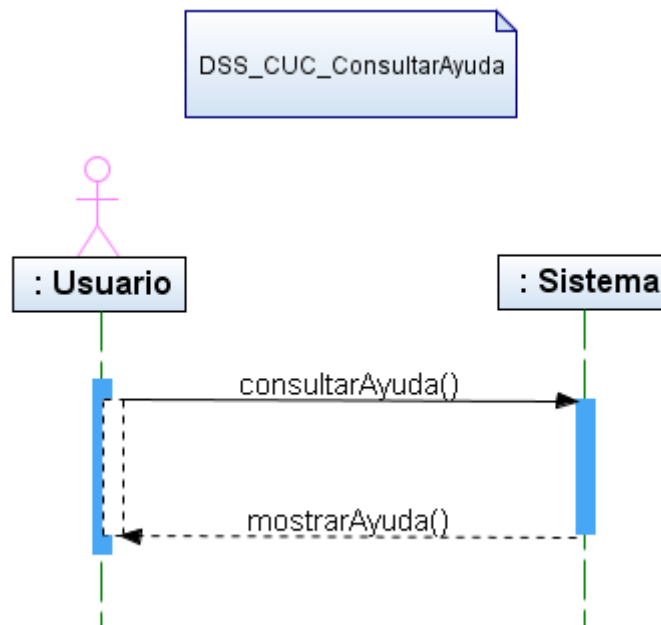 DSS_CUC_ConsultarAyuda
: Usuario
: Sistema
consultarAyuda()
mostrarAyuda()